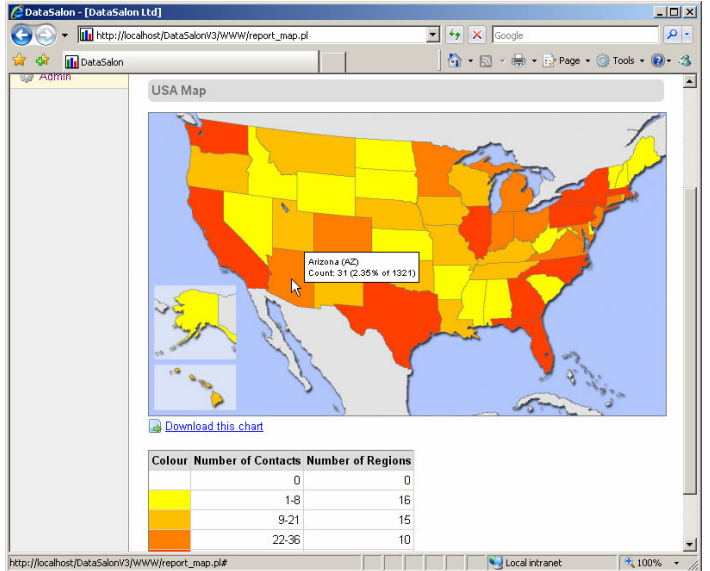 DataSalon - [DataSalon Ltd]
http://localhost/DataSalonV3/WWW/report_map.pl
Google
DataSalon
Page
Tools
Admin
USA Map
Arizona (AZ)
Count: 31 (2.35% of 1321)
Download this chart
Colour Number of Contacts Number of Regions
0 0
1-8 16
9-21 15
22-36 10
http://localhost/DataSalonV3/WWW/report_map.pl#
Local intranet
100%